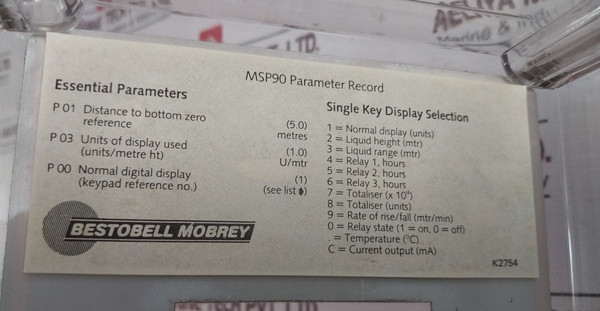 MSP90 Parameter Record
Essential Parameters
P 01 Distance to bottom zero
reference
(5.0)
metres
P 03 Units of display used
(units/metre ht)
(1.0)
U/mtr
P 00 Normal digital display
(keypad reference no.)
(1)
(see list ♦)
BESTOBELL MOBREY
Single Key Display Selection
1 = Normal display (units)
2 = Liquid height (mtr)
3 = Liquid range (mtr)
4 = Relay 1, hours
5 = Relay 2, hours
6 = Relay 3, hours
7 = Totaliser (x 10⁶)
8 = Totaliser (units)
9 = Rate of rise/fall (mtr/min)
0 = Relay state (1 = on, 0 = off)
. = Temperature (°C)
C = Current output (mA)
K2754